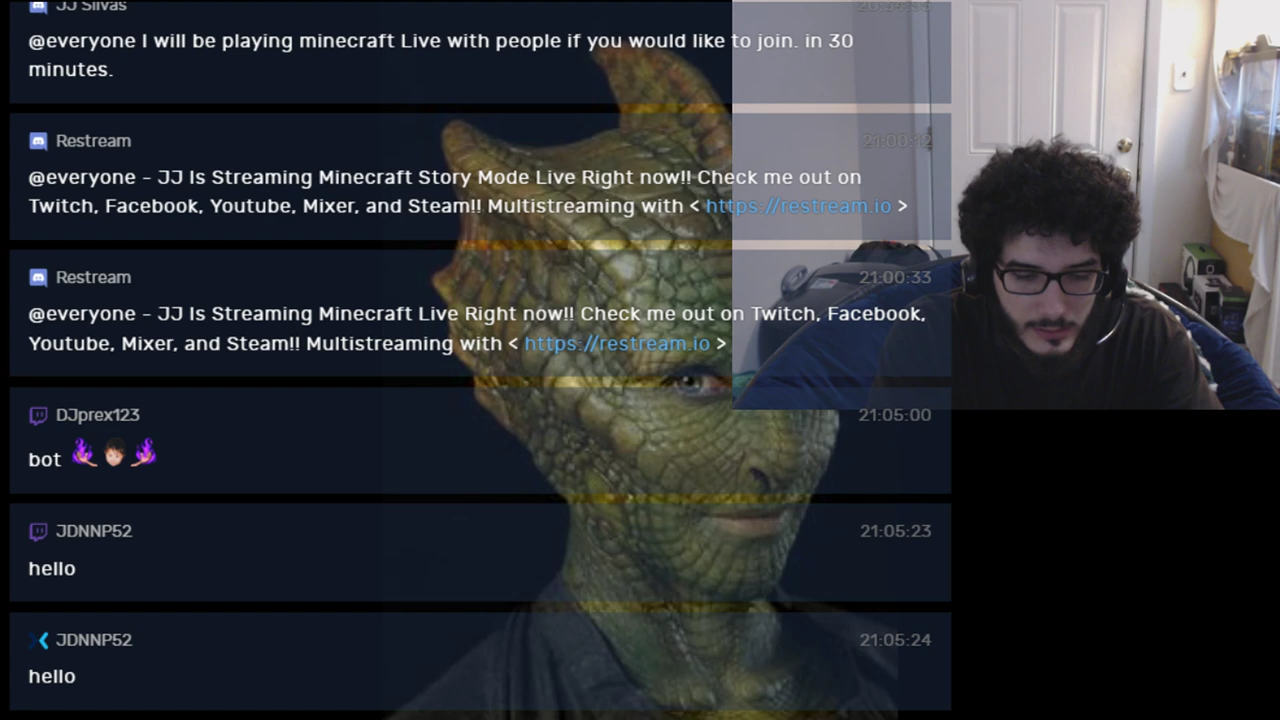 JJ Silvas
@everyone I will be playing minecraft Live with people if you would like to join. in 30
minutes.
Restream 21:00:12
@everyone - JJ Is Streaming Minecraft Story Mode Live Right now!! Check me out on
Twitch, Facebook, Youtube, Mixer, and Steam!! Multistreaming with < https://restream.io >
Restream 21:00:33
@everyone - JJ Is Streaming Minecraft Live Right now!! Check me out on Twitch, Facebook,
Youtube, Mixer, and Steam!! Multistreaming with < https://restream.io >
DJprex123 21:05:00
bot
JDNNP52 21:05:23
hello
JDNNP52 21:05:24
hello